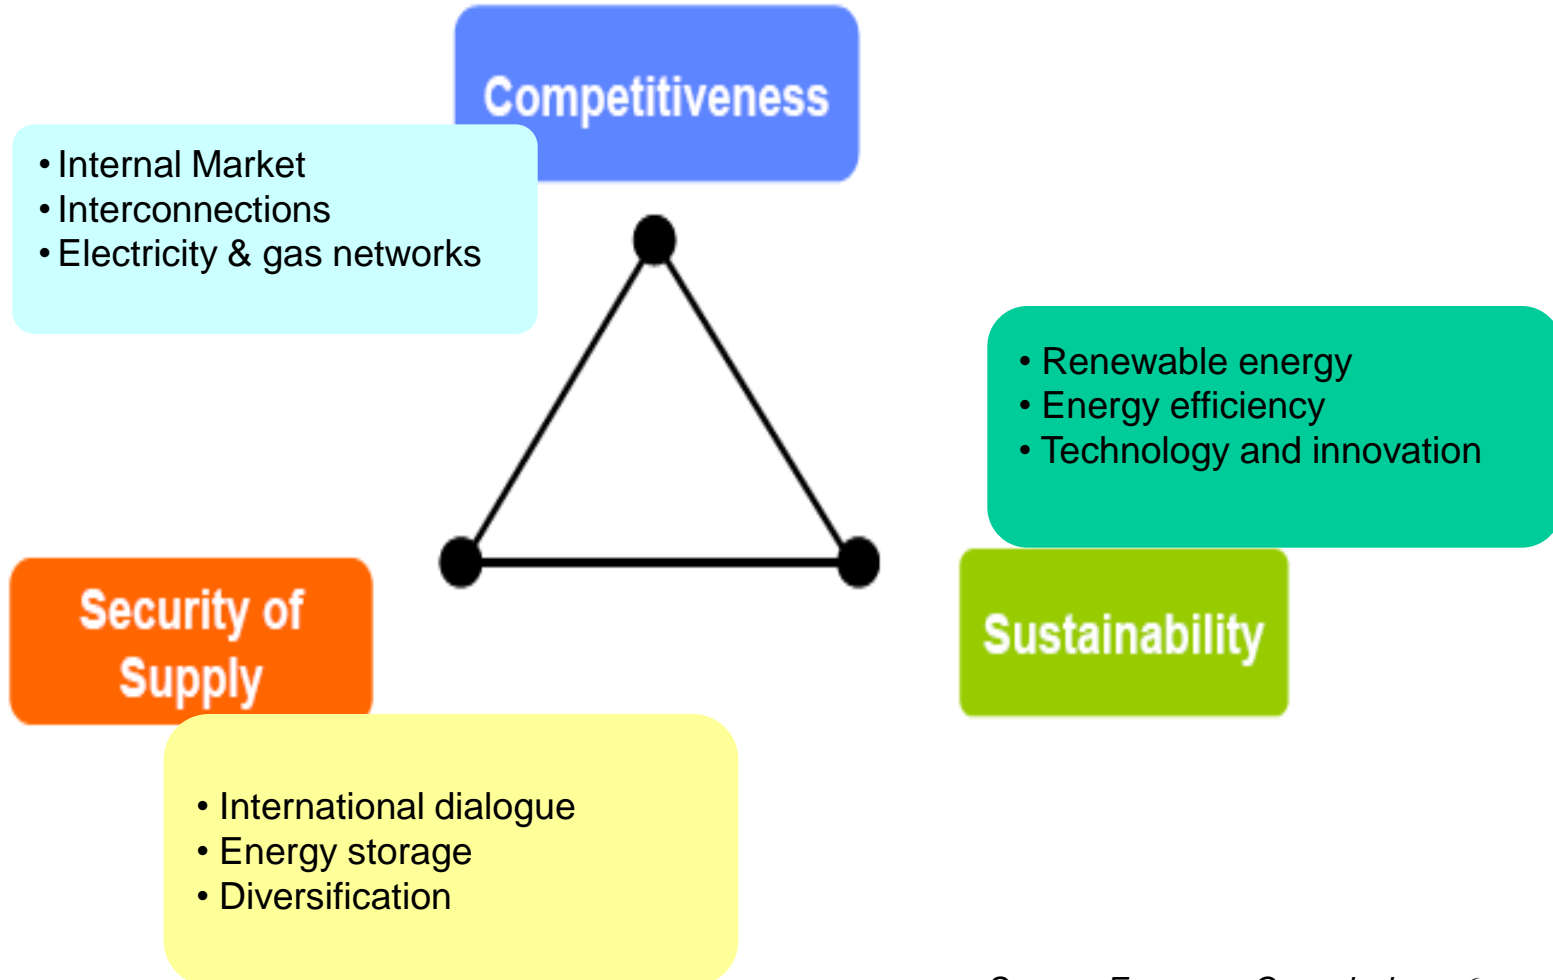 Competitiveness
• Internal Market
• Interconnections
• Electricity & gas networks
• Renewable energy
• Energy efficiency
• Technology and innovation
Security of
Supply
Sustainability
• International dialogue
• Energy storage
• Diversification